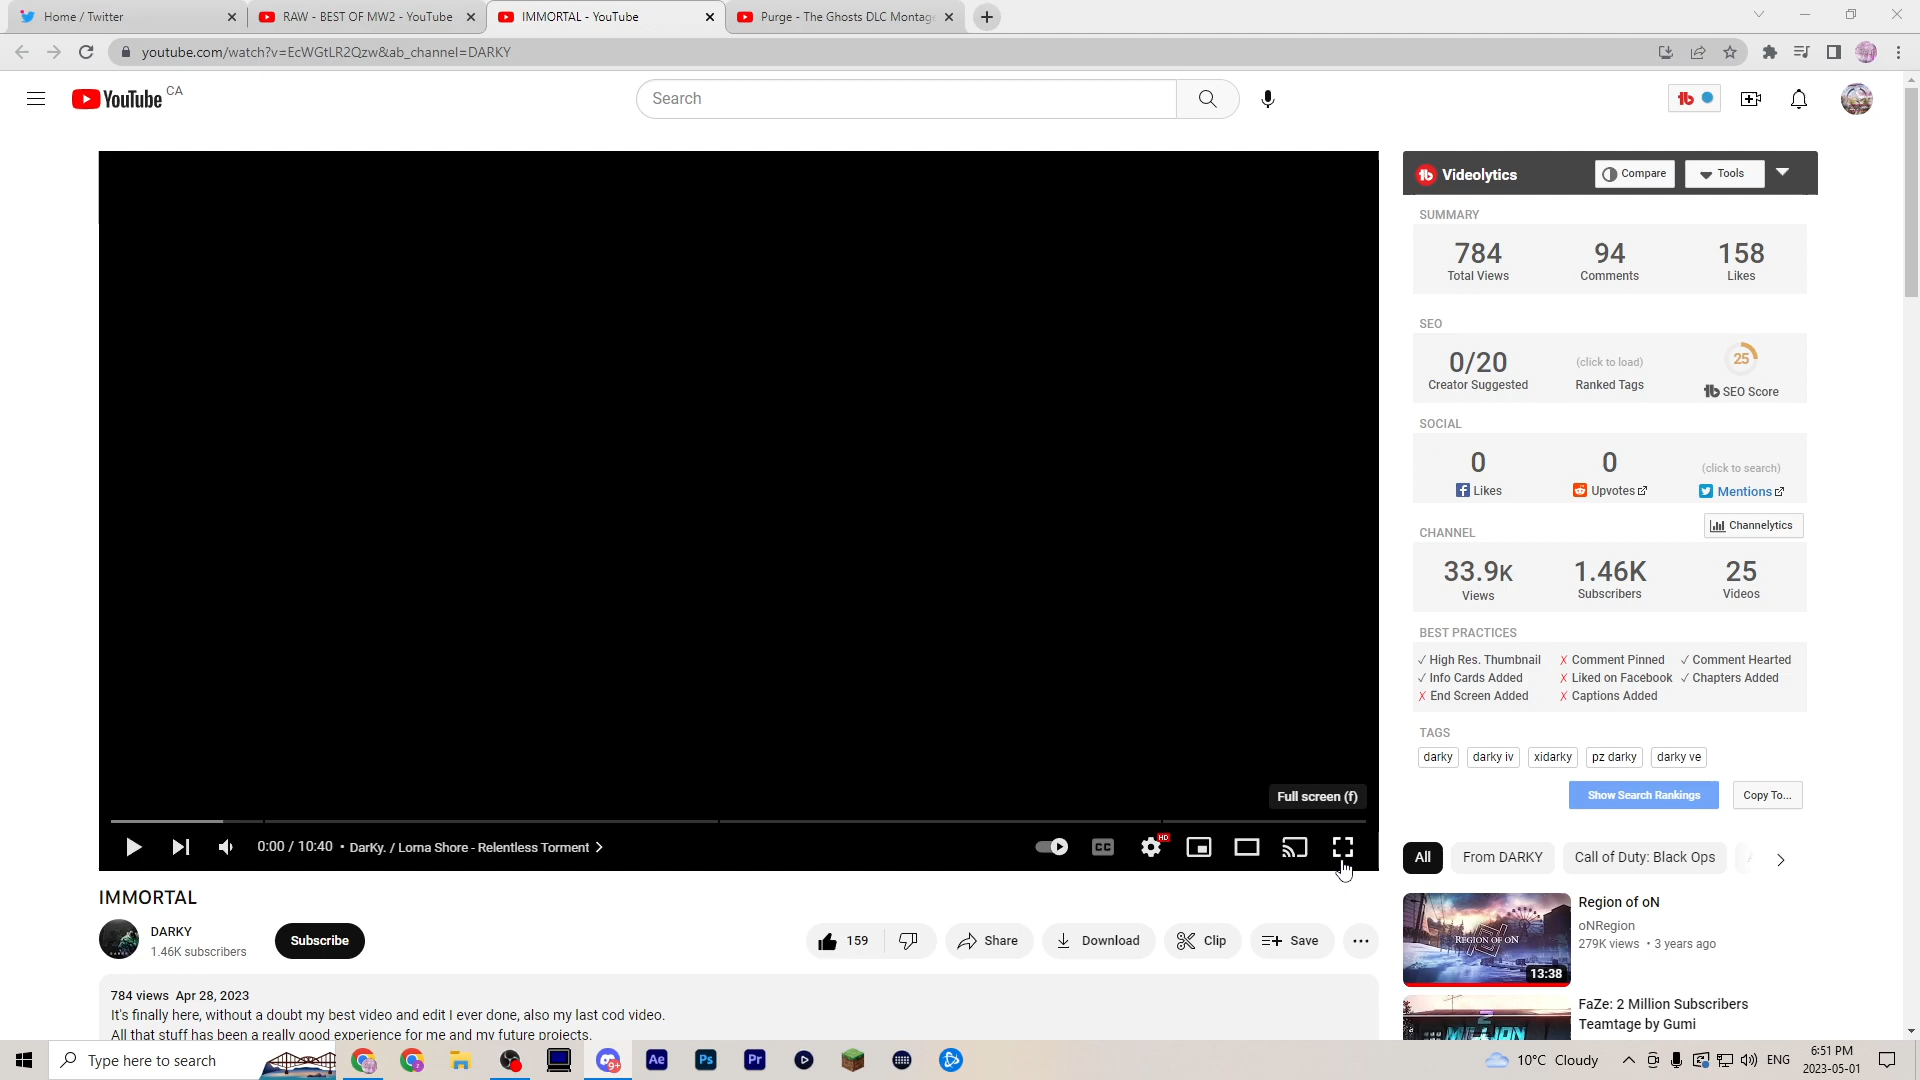 Home / Twitter
RAW - BEST OF MW2 - YouTube
IMMORTAL - YouTube
Purge - The Ghosts DLC Montag
youtube.com/watch?v=EcWGtLR2Qzw&ab_channel=DARKY
YouTube CA
Search
Videolytics
Compare
Tools
SUMMARY
784 94 158
Total Views Comments Likes
SEO
0/20 (click to load) 25
Creator Suggested Ranked Tags SEO Score
SOCIAL
0 0 (click to search)
Likes Upvotes Mentions
CHANNEL Channelytics
33.9K 1.46K 25
Views Subscribers Videos
BEST PRACTICES
✓ High Res. Thumbnail X Comment Pinned ✓ Comment Hearted
✓ Info Cards Added X Liked on Facebook ✓ Chapters Added
X End Screen Added X Captions Added
TAGS
darky darky iv xidarky pz darky darky ve
Show Search Rankings Copy To...
Full screen (f)
0:00 / 10:40 • DarKy. / Lorna Shore - Relentless Torment
CC
HD
IMMORTAL
DARKY
1.46K subscribers
Subscribe
159
Share
Download
Clip
Save
784 views Apr 28, 2023
It's finally here, without a doubt my best video and edit I ever done, also my last cod video.
All that stuff has been a really good experience for me and my future projects.
All From DARKY Call of Duty: Black Ops
Region of oN
oNRegion
279K views • 3 years ago
REGION OF ON
13:38
FaZe: 2 Million Subscribers
Teamtage by Gumi
2
MILLION
Type here to search
9+
Ae
Ps
Pr
10°C Cloudy
ENG
6:51 PM
2023-05-01